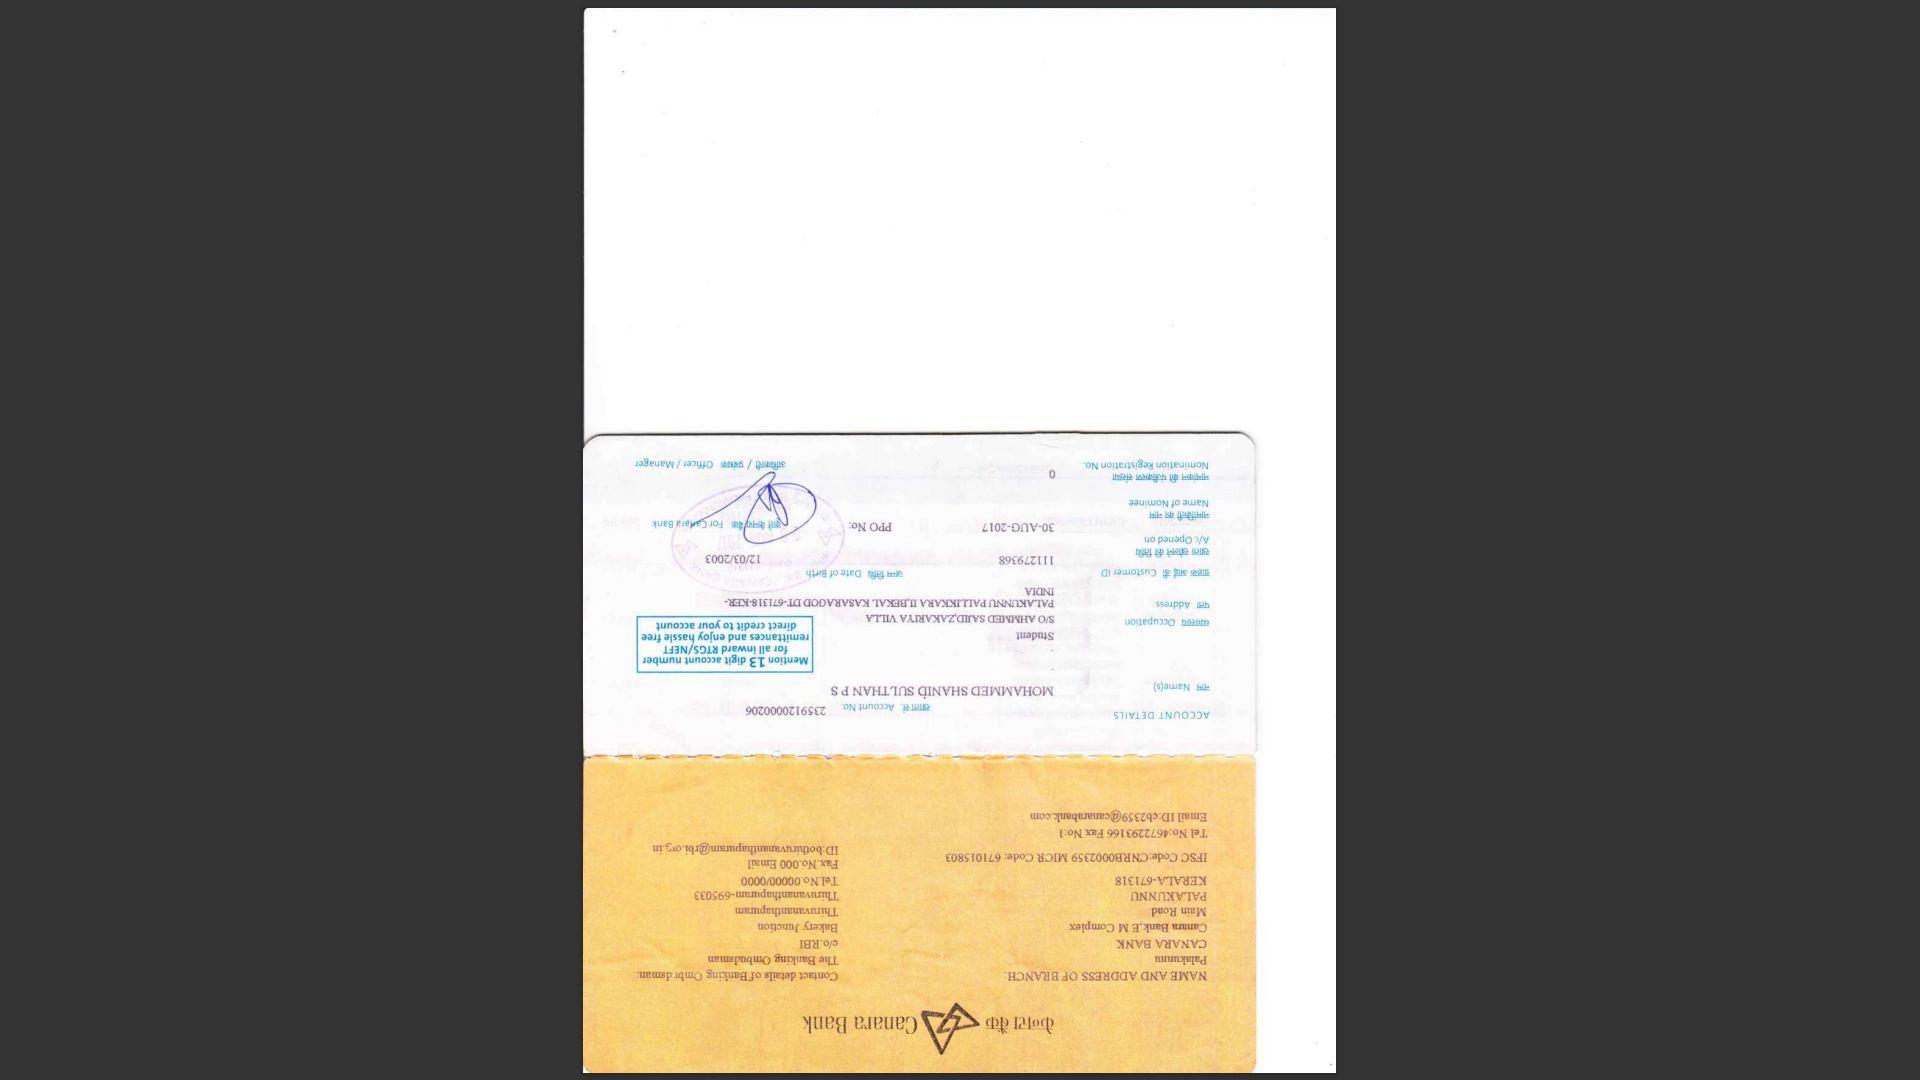 केनरा बैंक Canara Bank
NAME AND ADDRESS OF BRANCH:
Palakunnu
CANARA BANK
Canara Bank,E M Complex
Main Road
PALAKUNNU
KERALA-671318
IFSC Code:CNRB0002359 MICR Code: 671015803
Tel No:4672293166 Fax No:1
Email ID:cb2359@canarabank.com
Contact details of Banking Ombdsman:
The Banking Ombudsman
c/o.RBI
Bakery Junction
Thiruvananthapuram
Thiruvananthapuram-695033
Tel.No.00000/0000
Fax.No.000 Email
ID:bothiruvananthapuram@rbi.org.in
ACCOUNT DETAILS
खाता सं. Account No. 2359120000206
नाम Name(s) MOHAMMED SHANID SULTHAN P S
Mention 13 digit account number
for all inward RTGS/NEFT
remittances and enjoy hassle free
direct credit to your account
व्यवसाय Occupation Student
पता Address S/O AHMMED SAJID,ZAKARIYA VILLA
PALAKUNNU PALLIKKARA II,BEKAL KASARAGOD DT-671318-KER-
INDIA
ग्राहक आई डी Customer ID 111279368
जन्म तिथि Date of Birth 12/03/2003
खाता खोलने की तिथि
A/c Opened on 30-AUG-2017
PPO No:
कृते केनरा बैंक For Canara Bank
नामांकिती का नाम
Name of Nominee
नामांकन की पंजीकरण संख्या
Nomination Registration No. 0
अधिकारी / प्रबंधक Officer / Manager